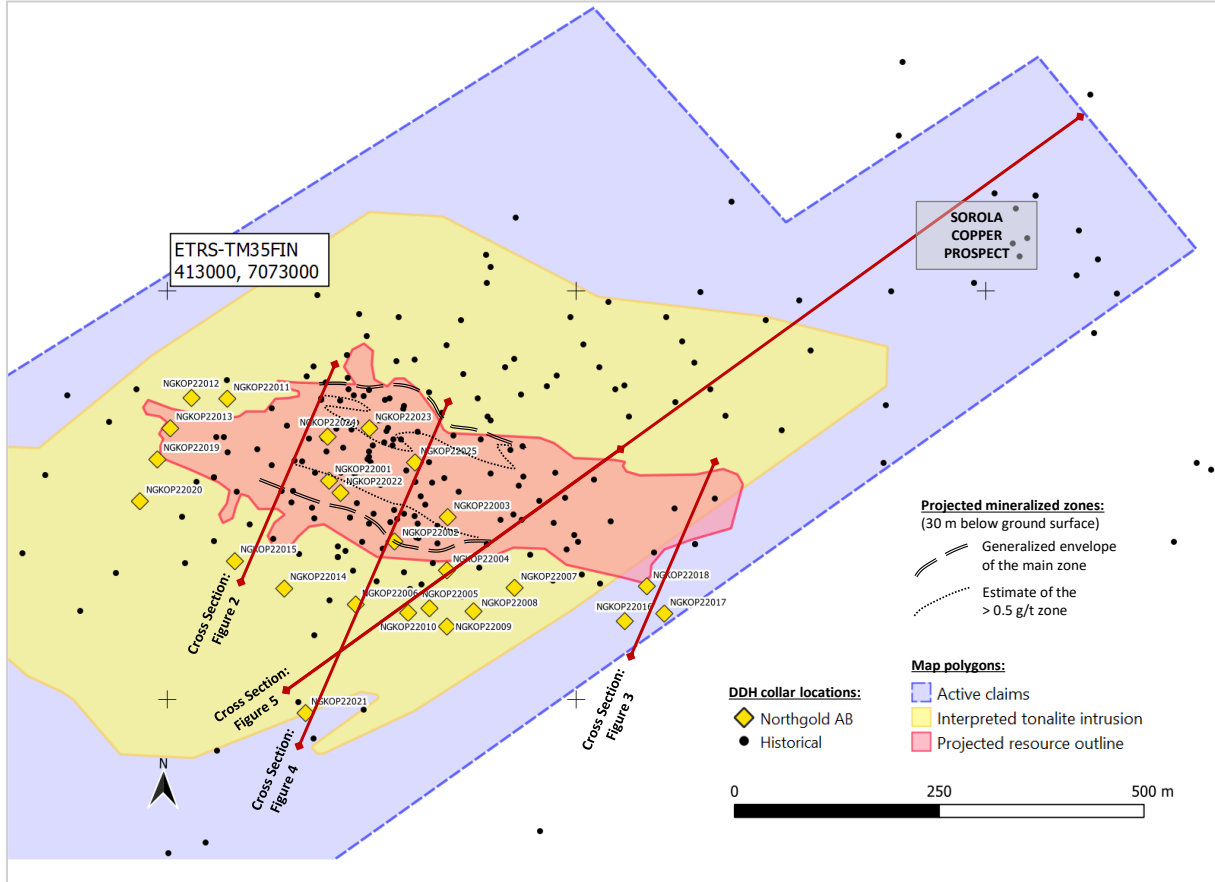 ETRS-TM35FIN
413000, 7073000
SOROLA
COPPER
PROSPECT
NGKOP22012
NGKOP22011
NGKOP22013
NGKOP22023
NGKOP22024
NGKOP22019
NGKOP22025
NGKOP22001
NGKOP22022
NGKOP22020
NGKOP22003
NGKOP22002
NGKOP22015
NGKOP22004
NGKOP22014
NGKOP22007
NGKOP22018
NGKOP22006
NGKOP22005
NGKOP22008
NGKOP22016
NGKOP22017
NGKOP22010
NGKOP22009
NGKOP22021
Cross Section:
Figure 2
Cross Section:
Figure 5
Cross Section:
Figure 4
Cross Section:
Figure 3
N
Projected mineralized zones:
(30 m below ground surface)
Generalized envelope
of the main zone
Estimate of the
> 0.5 g/t zone
DDH collar locations:
Northgold AB
Historical
Map polygons:
Active claims
Interpreted tonalite intrusion
Projected resource outline
0 250 500 m